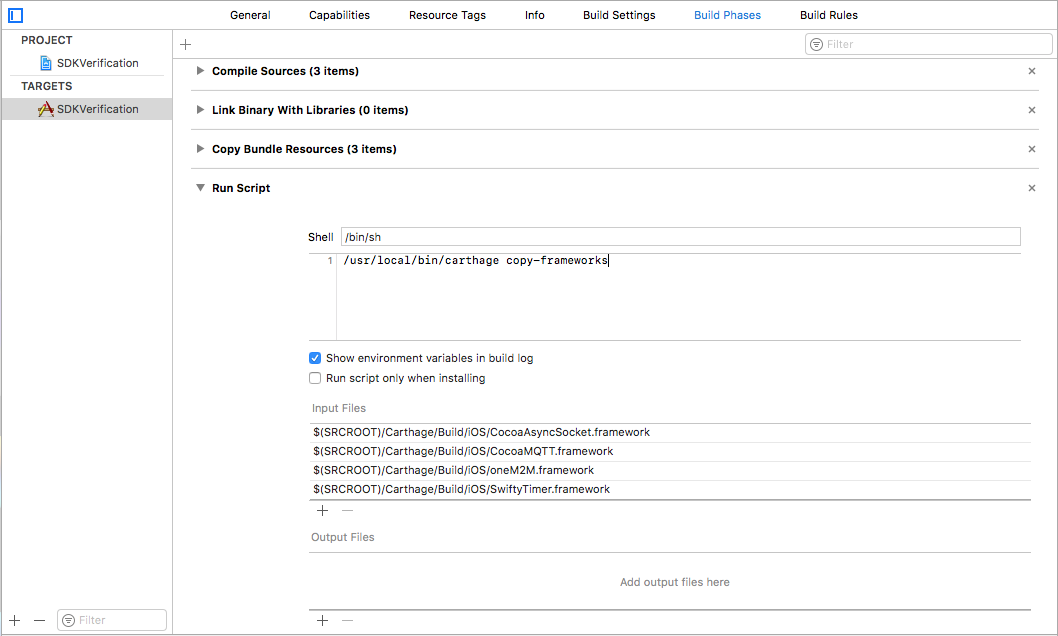 General Capabilities Resource Tags Info Build Settings Build Phases Build Rules
PROJECT
SDKVerification
TARGETS
SDKVerification
Filter
Compile Sources (3 items)
Link Binary With Libraries (0 items)
Copy Bundle Resources (3 items)
Run Script
Shell /bin/sh
1 /usr/local/bin/carthage copy-frameworks
Show environment variables in build log
Run script only when installing
Input Files
$(SRCROOT)/Carthage/Build/iOS/CocoaAsyncSocket.framework
$(SRCROOT)/Carthage/Build/iOS/CocoaMQTT.framework
$(SRCROOT)/Carthage/Build/iOS/oneM2M.framework
$(SRCROOT)/Carthage/Build/iOS/SwiftyTimer.framework
Output Files
Add output files here
Filter